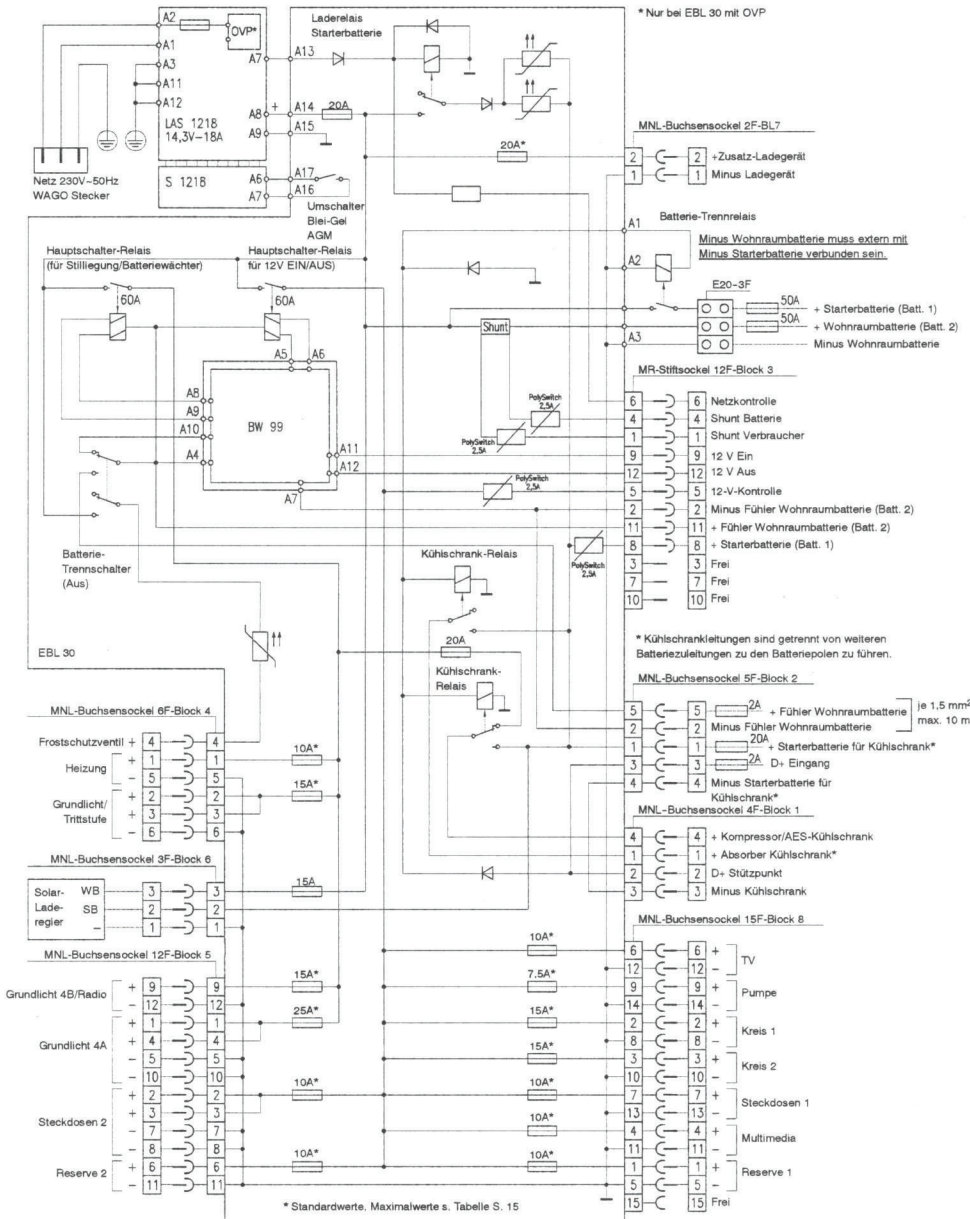 * Nur bei EBL 30 mit OVP
A2
OVP*
A1
A3
A11
A12
A7
LAS 1218
14,3V-18A
A8 +
A9
S 1218
A6
A7
Laderelais
Starterbatterie
A13
A14
20A
A15
A17
A16
Umschalter
Blei-Gel
AGM
Netz 230V~50Hz
WAGO Stecker
MNL-Buchsensockel 2F-BL7
20A*
2 2 +Zusatz-Ladegerät
1 1 Minus Ladegerät
A1
Batterie-Trennrelais
A2
Minus Wohnraumbatterie muss extern mit
Minus Starterbatterie verbunden sein.
E20-3F
50A
+ Starterbatterie (Batt. 1)
50A
+ Wohnraumbatterie (Batt. 2)
A3
Minus Wohnraumbatterie
Hauptschalter-Relais
(für Stilliegung/Batteriewächter)
60A
Hauptschalter-Relais
für 12V EIN/AUS)
60A
Shunt
A5
A6
A8
A9
A10
A4
BW 99
A11
A12
A7
Batterie-
Trennschalter
(Aus)
PolySwitch
2,5A
PolySwitch
2,5A
PolySwitch
2,5A
PolySwitch
2,5A
MR-Stiftsockel 12F-Block 3
6 6 Netzkontrolle
4 4 Shunt Batterie
1 1 Shunt Verbraucher
9 9 12 V Ein
12 12 12 V Aus
5 5 12-V-Kontrolle
2 2 Minus Fühler Wohnraumbatterie (Batt. 2)
11 11 + Fühler Wohnraumbatterie (Batt. 2)
8 8 + Starterbatterie (Batt. 1)
3 3 Frei
7 7 Frei
10 10 Frei
Kühlschrank-Relais
20A
Kühlschrank-
Relais
* Kühlschrankleitungen sind getrennt von weiteren
Batteriezuleitungen zu den Batteriepolen zu führen.
MNL-Buchsensockel 5F-Block 2
5 5 2A + Fühler Wohnraumbatterie
2 2 Minus Fühler Wohnraumbatterie
je 1,5 mm²
max. 10 m
1 1 20A + Starterbatterie für Kühlschrank*
3 3 2A D+ Eingang
4 4 Minus Starterbatterie für
Kühlschrank*
MNL-Buchsensockel 4F-Block 1
4 4 + Kompressor/AES-Kühlschrank
1 1 + Absorber Kühlschrank*
2 2 D+ Stützpunkt
3 3 Minus Kühlschrank
EBL 30
MNL-Buchsensockel 6F-Block 4
Frostschutzventil + 4 4
Heizung + 1 1 10A*
- 5 5
Grundlicht/
Trittstufe
+ 2 2 15A*
+ 3 3
- 6 6
MNL-Buchsensockel 3F-Block 6
Solar-
Lade-
regler
WB 3 3 15A
SB 2 2
- 1 1
MNL-Buchsensockel 12F-Block 5
Grundlicht 4B/Radio + 9 9 15A*
- 12 12
Grundlicht 4A + 1 1 25A*
+ 4 4
- 5 5
- 10 10
Steckdosen 2 + 2 2 10A*
+ 3 3
- 7 7
- 8 8
Reserve 2 + 6 6 10A*
- 11 11
MNL-Buchsensockel 15F-Block 8
10A* 6 6 + TV
12 12 -
7,5A* 9 9 + Pumpe
14 14 -
15A* 2 2 + Kreis 1
8 8 -
15A* 3 3 + Kreis 2
10 10 -
10A* 7 7 + Steckdosen 1
13 13 -
10A* 4 4 + Multimedia
11 11 -
10A* 1 1 + Reserve 1
5 5 -
15 15 Frei
* Standardwerte. Maximalwerte s. Tabelle S. 15